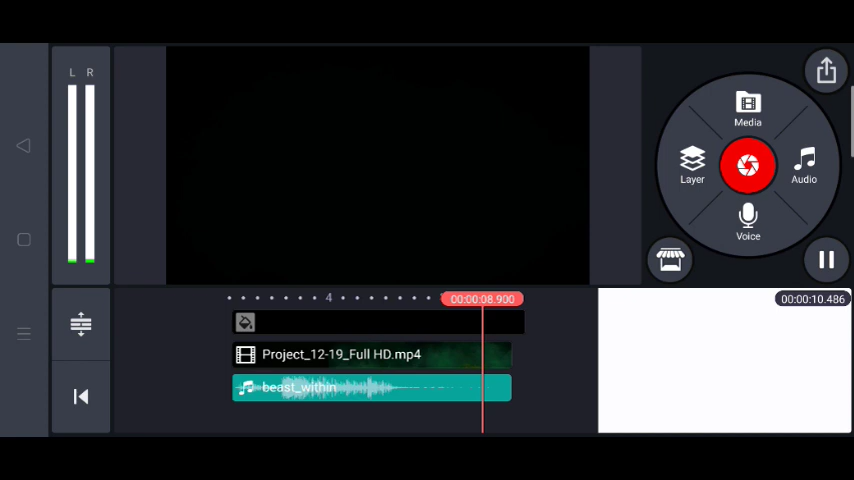 L R
Media
Layer
Audio
Voice
4
00:00:08.900
00:00:10.486
Project_12-19_Full HD.mp4
beast_within